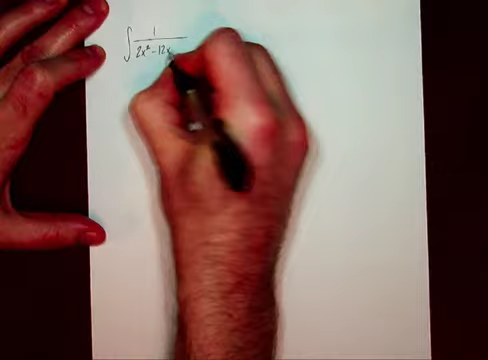 ∫ 1 / 2x² - 12x